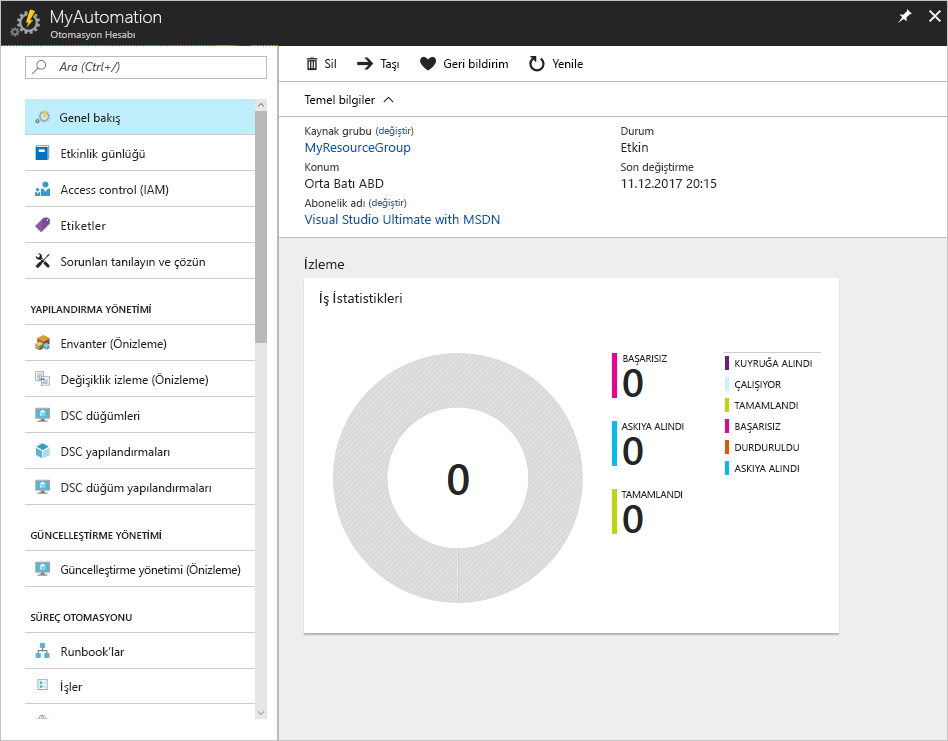 MyAutomation
Otomasyon Hesabı
Ara (Ctrl+/)
Genel bakış
Etkinlik günlüğü
Access control (IAM)
Etiketler
Sorunları tanılayın ve çözün
YAPILANDIRMA YÖNETİMİ
Envanter (Önizleme)
Değişiklik izleme (Önizleme)
DSC düğümleri
DSC yapılandırmaları
DSC düğüm yapılandırmaları
GÜNCELLEŞTİRME YÖNETİMİ
Güncelleştirme yönetimi (Önizleme)
SÜREÇ OTOMASYONU
Runbook'lar
İşler
Sil Taşı Geri bildirim Yenile
Temel bilgiler
Kaynak grubu (değiştir)
MyResourceGroup
Konum
Orta Batı ABD
Abonelik adı (değiştir)
Visual Studio Ultimate with MSDN
Durum
Etkin
Son değiştirme
11.12.2017 20:15
İzleme
İş İstatistikleri
0
BAŞARISIZ
0
ASKIYA ALINDI
0
TAMAMLANDI
0
KUYRUĞA ALINDI
ÇALIŞIYOR
TAMAMLANDI
BAŞARISIZ
DURDURULDU
ASKIYA ALINDI